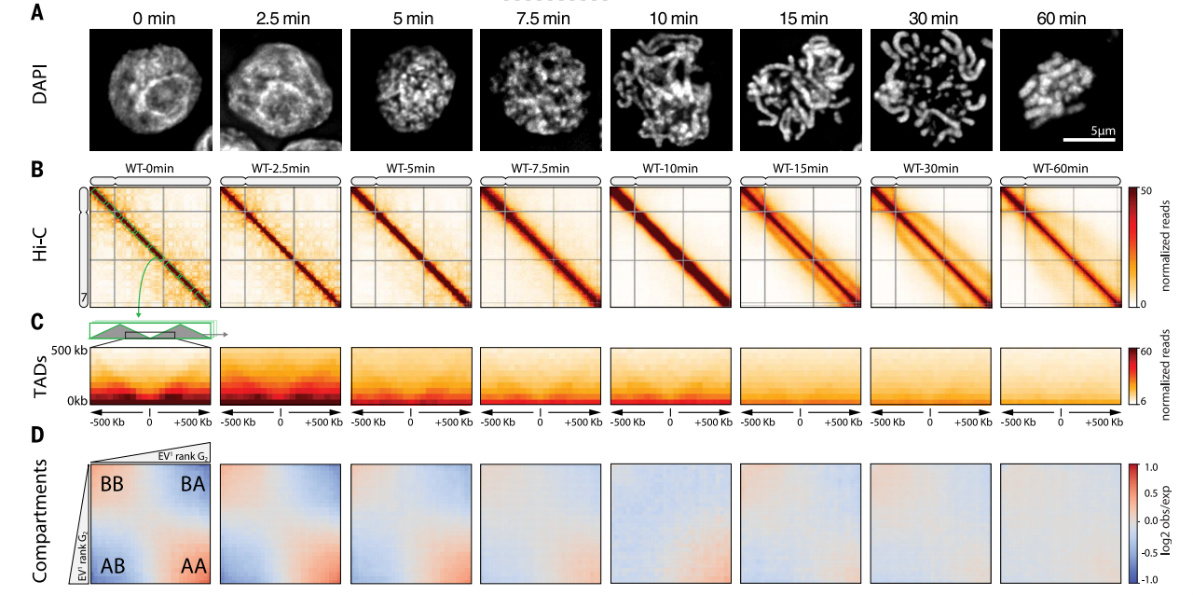 A
0 min 2.5 min 5 min 7.5 min 10 min 15 min 30 min 60 min
DAPI
5µm
B
WT-0min WT-2.5min WT-5min WT-7.5min WT-10min WT-15min WT-30min WT-60min
Hi-C
7
50
0
normalized reads
C
TADs
500 kb
0kb
-500 Kb 0 +500 Kb -500 Kb 0 +500 Kb -500 Kb 0 +500 Kb -500 Kb 0 +500 Kb -500 Kb 0 +500 Kb -500 Kb 0 +500 Kb -500 Kb 0 +500 Kb -500 Kb 0 +500 Kb
60
6
normalized reads
D
Compartments
EV¹ rank G₂
EV¹ rank G₂
BB BA
AB AA
1.0
0.5
0.0
-0.5
-1.0
log2 obs/exp